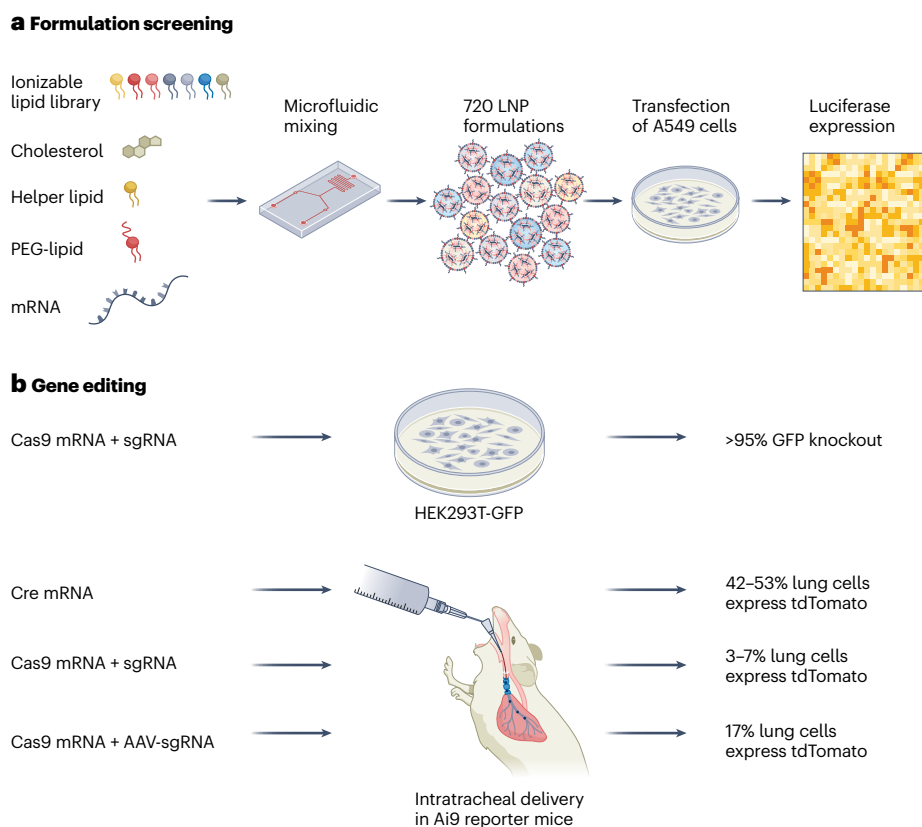 a Formulation screening
Ionizable
lipid library
Cholesterol
Helper lipid
PEG-lipid
mRNA
Microfluidic
mixing
720 LNP
formulations
Transfection
of A549 cells
Luciferase
expression
b Gene editing
Cas9 mRNA + sgRNA
HEK293T-GFP
>95% GFP knockout
Cre mRNA
42–53% lung cells
express tdTomato
Cas9 mRNA + sgRNA
3–7% lung cells
express tdTomato
Cas9 mRNA + AAV-sgRNA
17% lung cells
express tdTomato
Intratracheal delivery
in Ai9 reporter mice